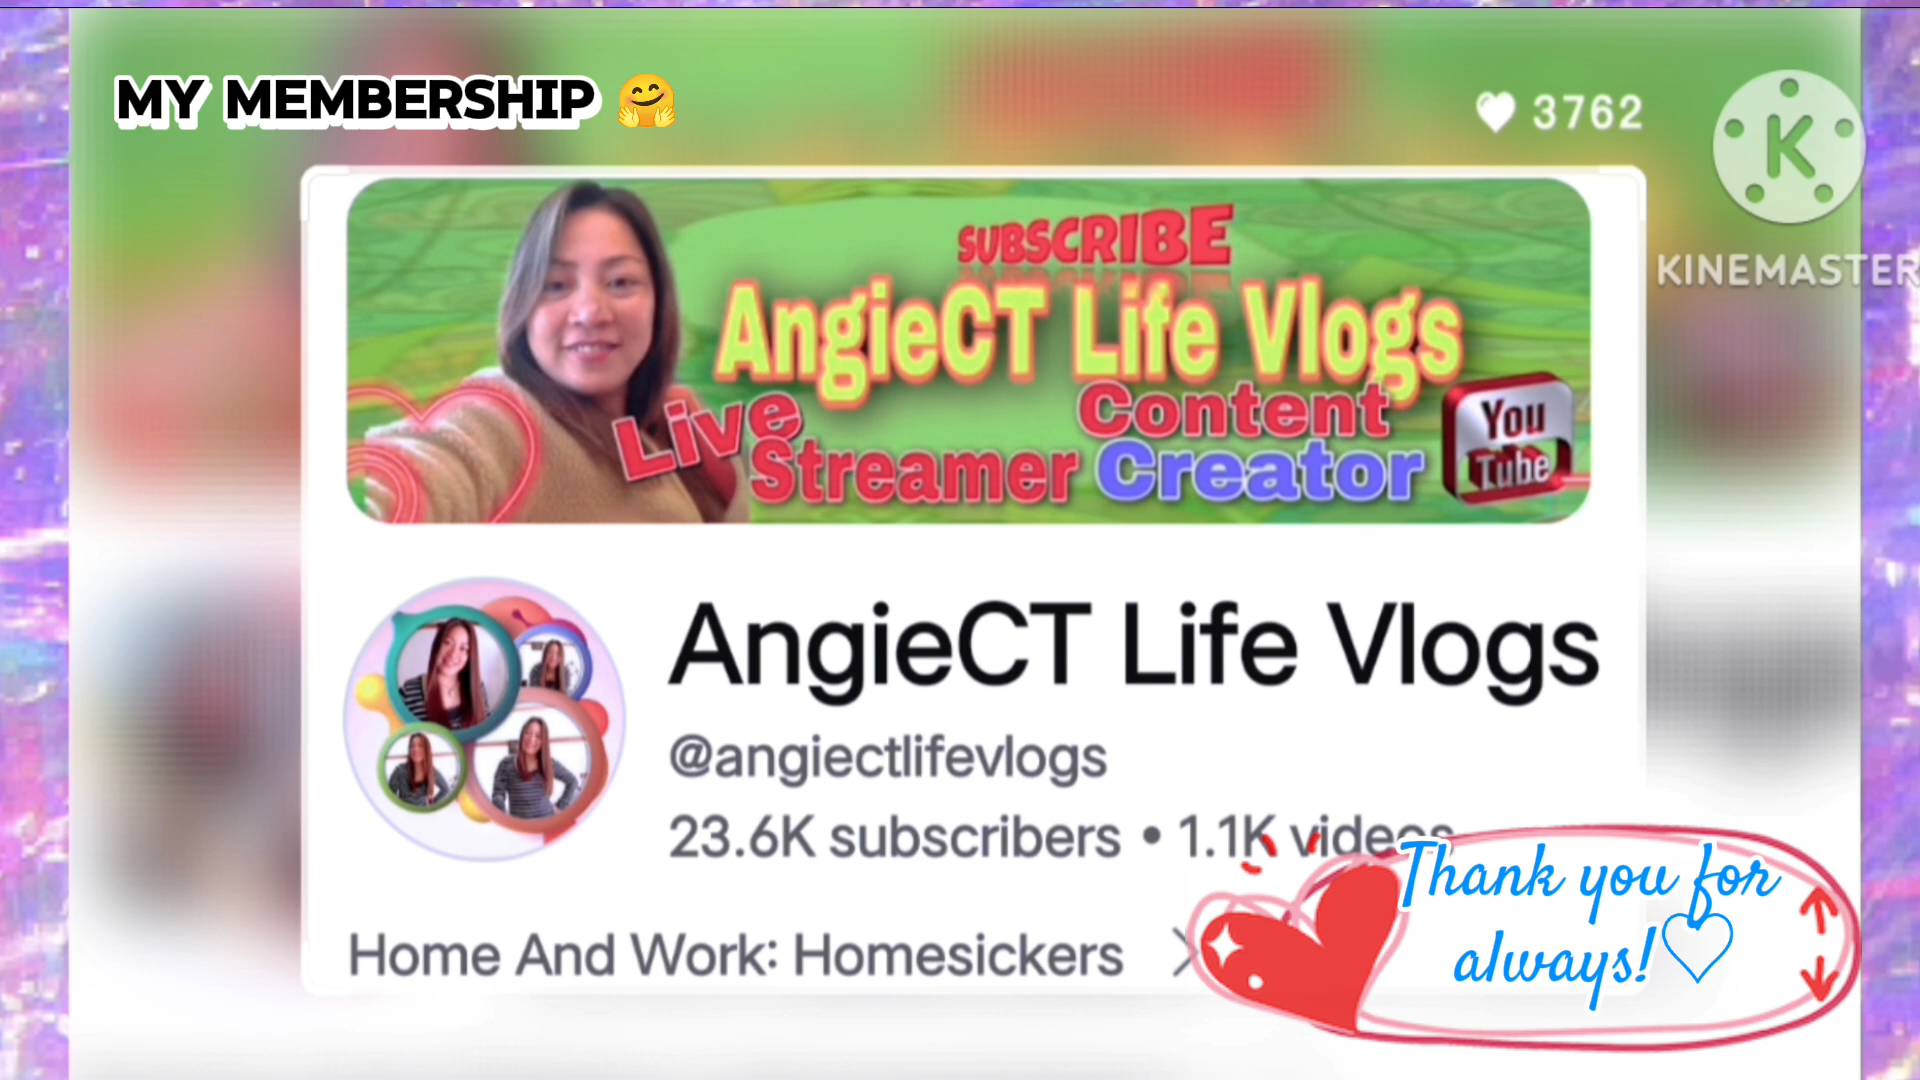 MY MEMBERSHIP 🤗
3762
K
KINEMASTER
SUBSCRIBE
AngieCT Life Vlogs
Live Streamer
Content Creator
You Tube
AngieCT Life Vlogs
@angiectlifevlogs
23.6K subscribers • 1.1K videos
Home And Work: Homesickers
Thank you for
always!